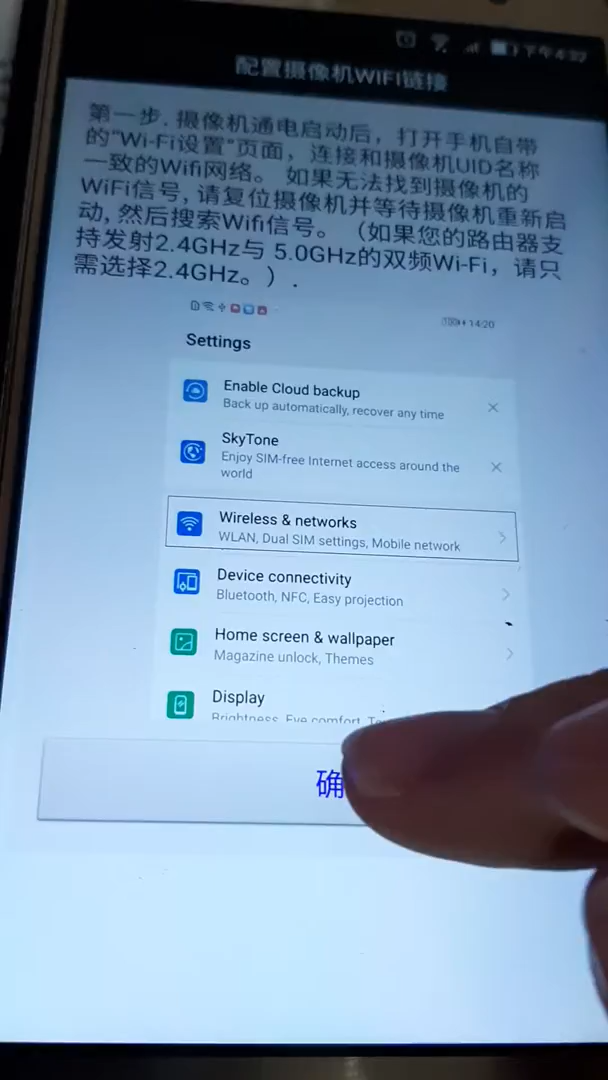 下午4:37
配置摄像机WIFI链接
第一步. 摄像机通电启动后，打开手机自带
的"Wi-Fi设置"页面，连接和摄像机UID名称
一致的Wifi网络。 如果无法找到摄像机的
WiFi信号, 请复位摄像机并等待摄像机重新启
动, 然后搜索Wifi信号。 （如果您的路由器支
持发射2.4GHz与 5.0GHz的双频Wi-Fi，请只
需选择2.4GHz。）.
14:20
Settings
Enable Cloud backup
Back up automatically, recover any time
SkyTone
Enjoy SIM-free Internet access around the
world
Wireless & networks
WLAN, Dual SIM settings, Mobile network
Device connectivity
Bluetooth, NFC, Easy projection
Home screen & wallpaper
Magazine unlock, Themes
Display
Brightness, Eye comfort,
确